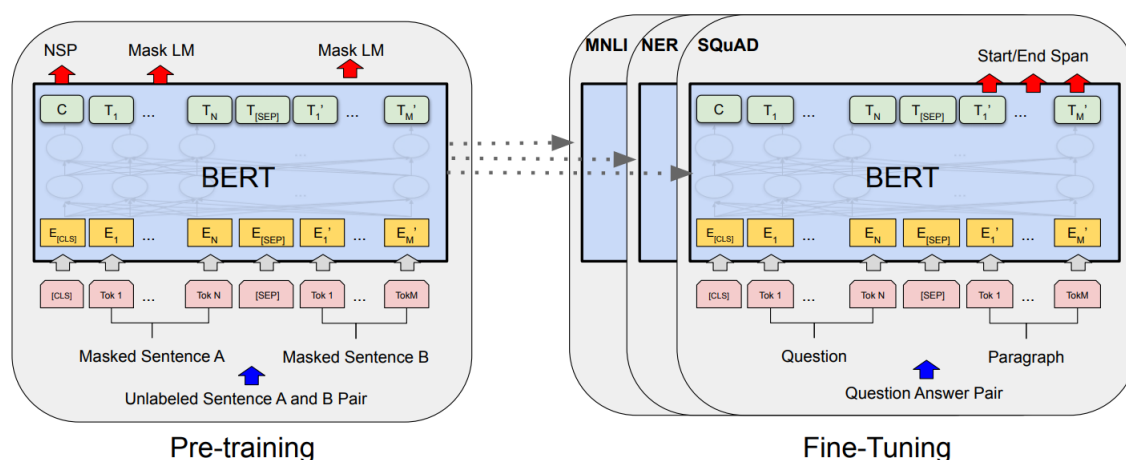 NSP Mask LM Mask LM
C T1 ... TN T[SEP] T1' ... TM'
...
...
BERT
E[CLS] E1 ... EN E[SEP] E1' ... EM'
[CLS] Tok 1 ... Tok N [SEP] Tok 1 ... TokM
Masked Sentence A Masked Sentence B
Unlabeled Sentence A and B Pair
Pre-training
MNLI NER SQuAD
Start/End Span
C T1 ... TN T[SEP] T1' ... TM'
...
...
BERT
E[CLS] E1 ... EN E[SEP] E1' ... EM'
[CLS] Tok 1 ... Tok N [SEP] Tok 1 ... TokM
Question Paragraph
Question Answer Pair
Fine-Tuning